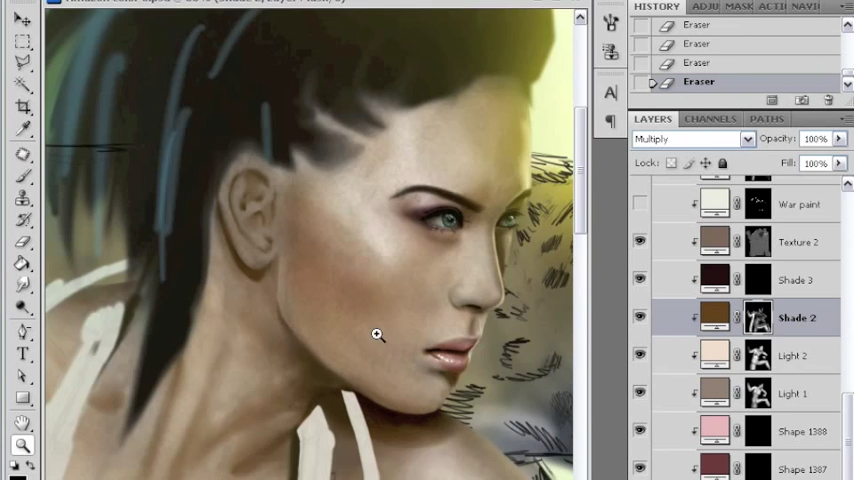 HISTORY ADJU MASK ACTI NAVI
Eraser
Eraser
Eraser
Eraser
LAYERS CHANNELS PATHS
Multiply Opacity: 100%
Lock: Fill: 100%
War paint
Texture 2
Shade 3
Shade 2
Light 2
Light 1
Shape 1388
Shape 1387